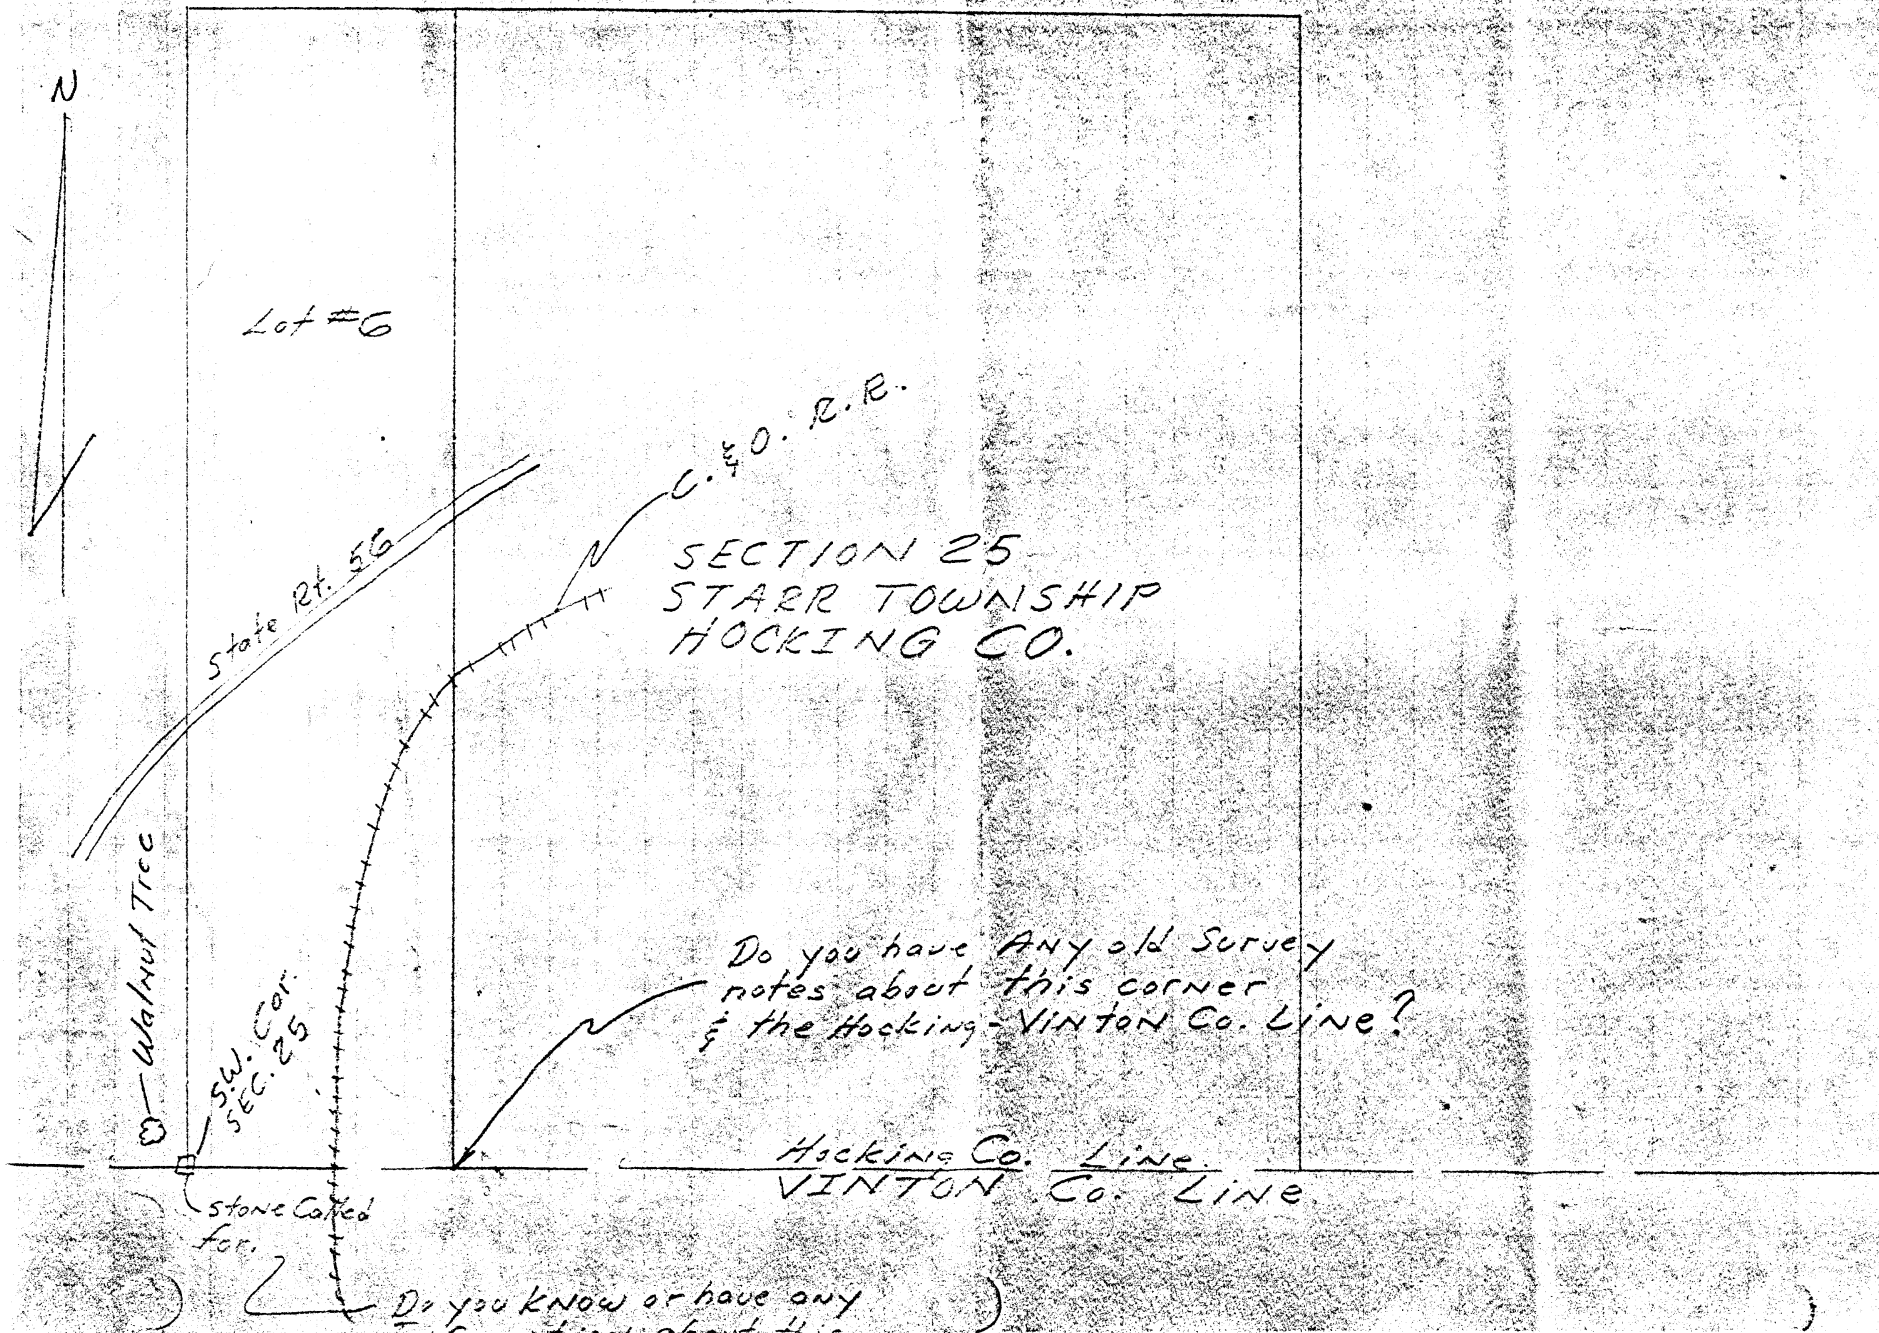 N
Lot #6
C. & O. R.R.
State Rt. 56
SECTION 25
STARR TOWNSHIP
HOCKING CO.
Walnut Tree
S.W. Cor.
SEC. 25
Do you have ANY old Survey
notes about this corner
& the Hocking-Vinton Co. Line?
Hocking Co. Line
VINTON Co. Line
stone Called
for.
Do you know or have any
about this